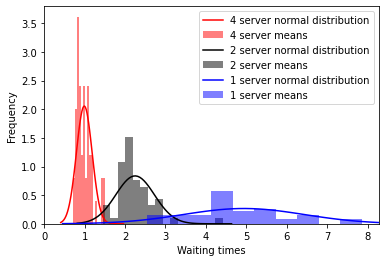 4 server normal distribution
4 server means
2 server normal distribution
2 server means
1 server normal distribution
1 server means
Frequency
3.5
3.0
2.5
2.0
1.5
1.0
0.5
0.0
0 1 2 3 4 5 6 7 8
Waiting times